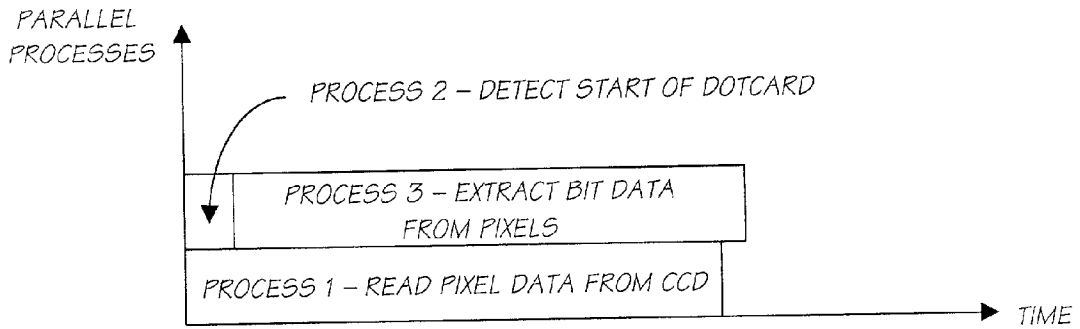 PARALLEL
PROCESSES
PROCESS 2 – DETECT START OF DOTCARD
PROCESS 3 – EXTRACT BIT DATA
FROM PIXELS
PROCESS 1 – READ PIXEL DATA FROM CCD
TIME